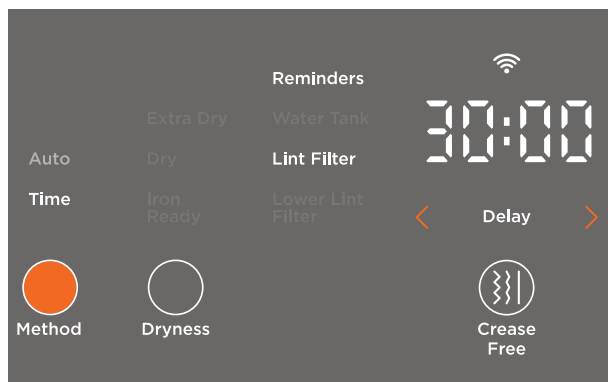 Reminders
30:00
Extra Dry
Water Tank
Auto
Dry
Lint Filter
Time
Iron
Ready
Lower Lint
Filter
Delay
Method
Dryness
Crease
Free